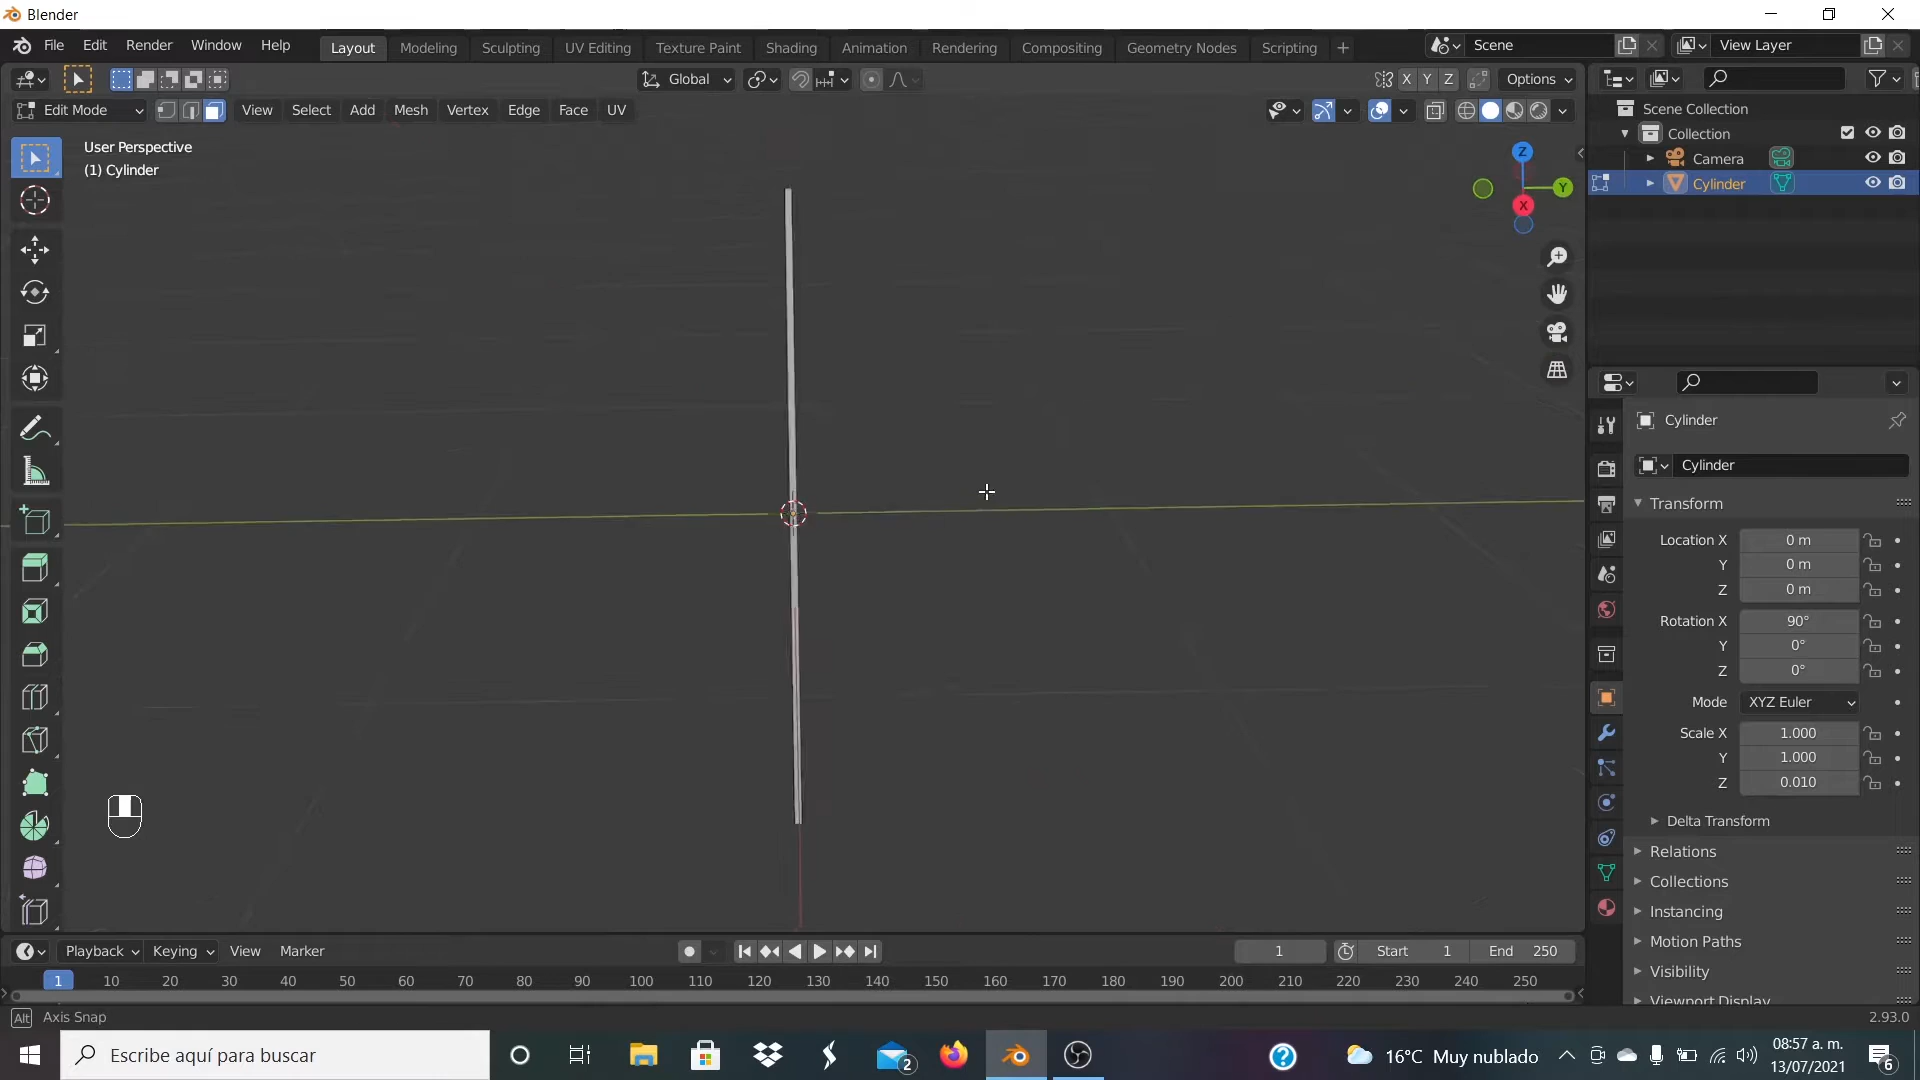 Blender
File Edit Render Window Help Layout Modeling Sculpting UV Editing Texture Paint Shading Animation Rendering Compositing Geometry Nodes Scripting + Scene View Layer
Global X Y Z Options
Edit Mode View Select Add Mesh Vertex Edge Face UV
User Perspective
(1) Cylinder
Z
Y
X
Scene Collection
Collection
Camera
Cylinder
Cylinder
Cylinder
Transform
Location X 0 m
Y 0 m
Z 0 m
Rotation X 90°
Y 0°
Z 0°
Mode XYZ Euler
Scale X 1.000
Y 1.000
Z 0.010
Delta Transform
Relations
Collections
Instancing
Motion Paths
Visibility
Viewport Display
Playback Keying View Marker 1 Start 1 End 250
1 10 20 30 40 50 60 70 80 90 100 110 120 130 140 150 160 170 180 190 200 210 220 230 240 250
Alt Axis Snap 2.93.0
Escribe aquí para buscar 2 16°C Muy nublado 08:57 a. m.
13/07/2021 6